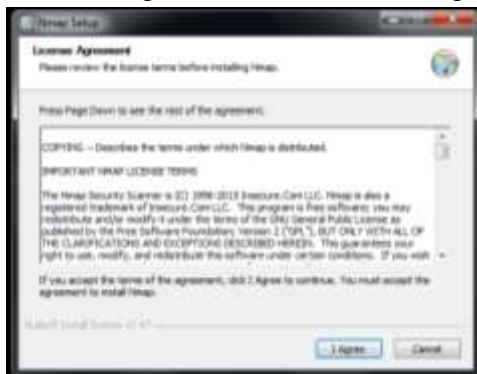 Nmap Setup
License Agreement
Please review the license terms before installing Nmap.
Press Page Down to see the rest of the agreement.
COPYING -- Describes the terms under which Nmap is distributed.
IMPORTANT NMAP LICENSE TERMS
The Nmap Security Scanner is (C) 1996-2013 Insecure.Com LLC. Nmap is also a
registered trademark of Insecure.Com LLC. This program is free software; you may
redistribute and/or modify it under the terms of the GNU General Public License as
published by the Free Software Foundation; Version 2 ("GPL"), BUT ONLY WITH ALL OF
THE CLARIFICATIONS AND EXCEPTIONS DESCRIBED HEREIN. This guarantees your
right to use, modify, and redistribute this software under certain conditions. If you wish
If you accept the terms of the agreement, click I Agree to continue. You must accept the
agreement to install Nmap.
Nullsoft Install System
I Agree
Cancel